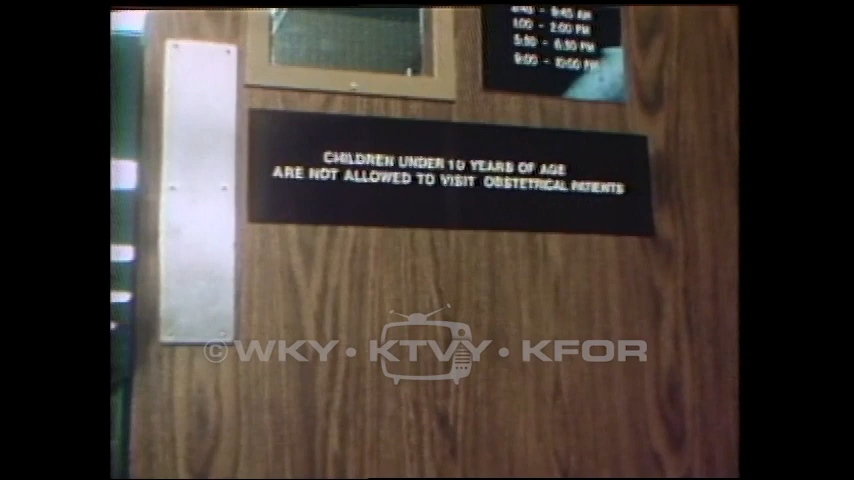 1:00 - 2:00 PM
5:30 - 6:30 PM
9:00 - 10:00 PM
CHILDREN UNDER 10 YEARS OF AGE
ARE NOT ALLOWED TO VISIT OBSTETRICAL PATIENTS
©WKY • KTVY • KFOR